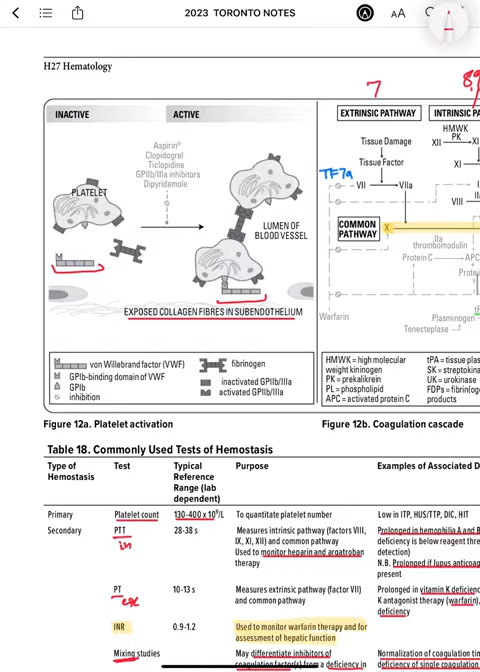 2023 TORONTO NOTES
AA
H27 Hematology
7
INACTIVE
ACTIVE
Aspirin®
Clopidogrel
Ticlopidine
GPIIb/IIIa inhibitors
Dipyridamole
PLATELET
LUMEN OF
BLOOD VESSEL
EXPOSED COLLAGEN FIBRES IN SUBENDOTHELIUM
von Willebrand factor (VWF)
GPIb-binding domain of VWF
GPIb
inhibition
fibrinogen
inactivated GPIIb/IIIa
activated GPIIb/IIIa
Figure 12a. Platelet activation
EXTRINSIC PATHWAY
INTRINSIC PA
Tissue Damage
HMWK
PK
XII
XI
Tissue Factor
XI
TF7a
VII
VIIa
VIII
COMMON
PATHWAY
X
IIa
thrombomodulin
Protein C
APC
+
Protei
Warfarin
Plasminogen
Tenecteplase
HMWK = high molecular
weight kininogen
PK = prekalikrein
PL = phospholipid
APC = activated protein C
tPA = tissue plas
SK = streptokina
UK = urokinase
FDPs = fibrin(og
products
Figure 12b. Coagulation cascade
Table 18. Commonly Used Tests of Hemostasis
Type of
Hemostasis
Test
Typical
Reference
Range (lab
dependent)
Purpose
Examples of Associated D
Primary
Platelet count
130-400 x 10⁹/L
To quantitate platelet number
Low in ITP, HUS/TTP, DIC, HIT
Secondary
PTT
in
28-38 s
Measures intrinsic pathway (factors VIII,
IX, XI, XII) and common pathway
Used to monitor heparin and argatroban
therapy
Prolonged in hemophilia A and B
deficiency is below reagent thre
detection)
N.B. Prolonged if lupus anticoag
present
PT
ex
10-13 s
Measures extrinsic pathway (factor VII)
and common pathway
Prolonged in vitamin K deficienc
K antagonist therapy (warfarin),
deficiency
INR
0.9-1.2
Used to monitor warfarin therapy and for
assessment of hepatic function
Mixing studies
May differentiate inhibitors of
coagulation factor(s) from a deficiency in
Normalization of coagulation tim
deficiency of single coagulation